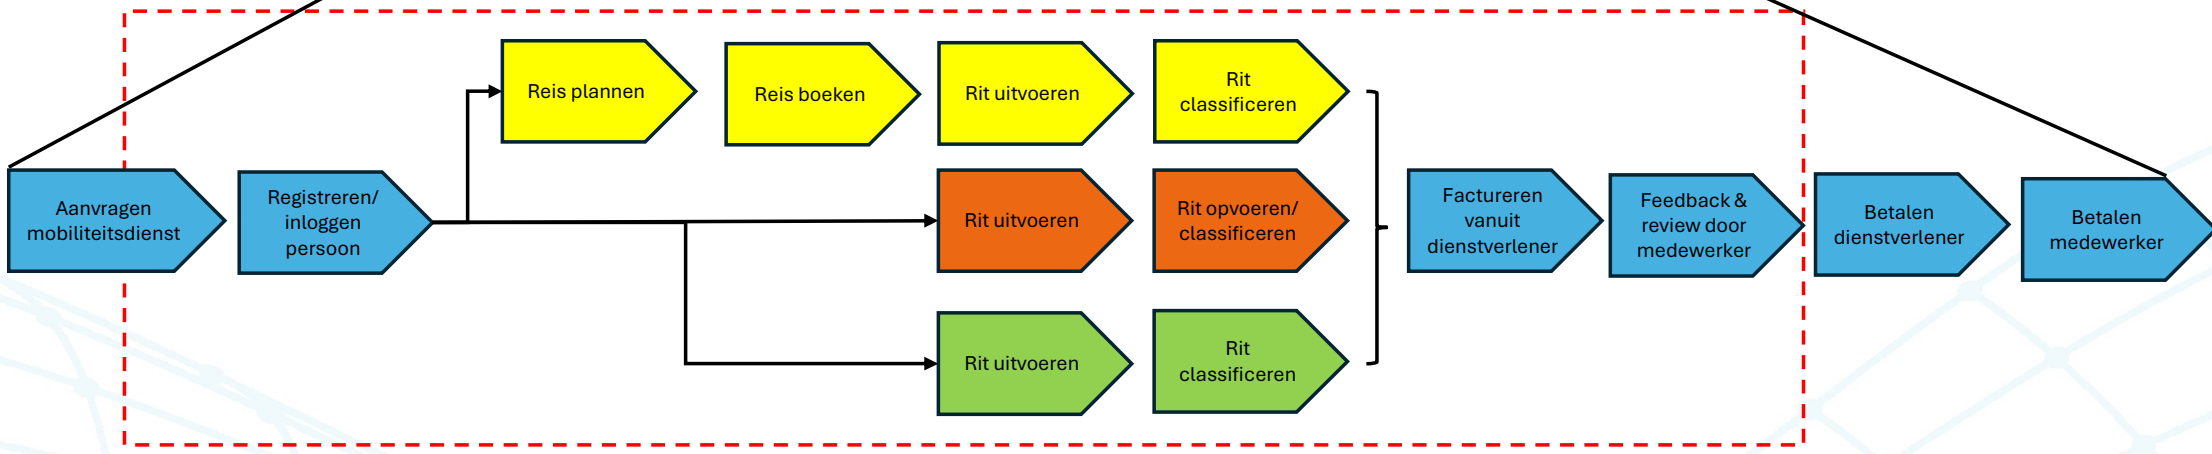 Reis plannen
Reis boeken
Rit uitvoeren
Rit
classificeren
Aanvragen
mobiliteitsdienst
Registreren/
inloggen
persoon
Rit uitvoeren
Rit opvoeren/
classificeren
Factureren
vanuit
dienstverlener
Feedback &
review door
medewerker
Betalen
dienstverlener
Betalen
medewerker
Rit uitvoeren
Rit
classificeren